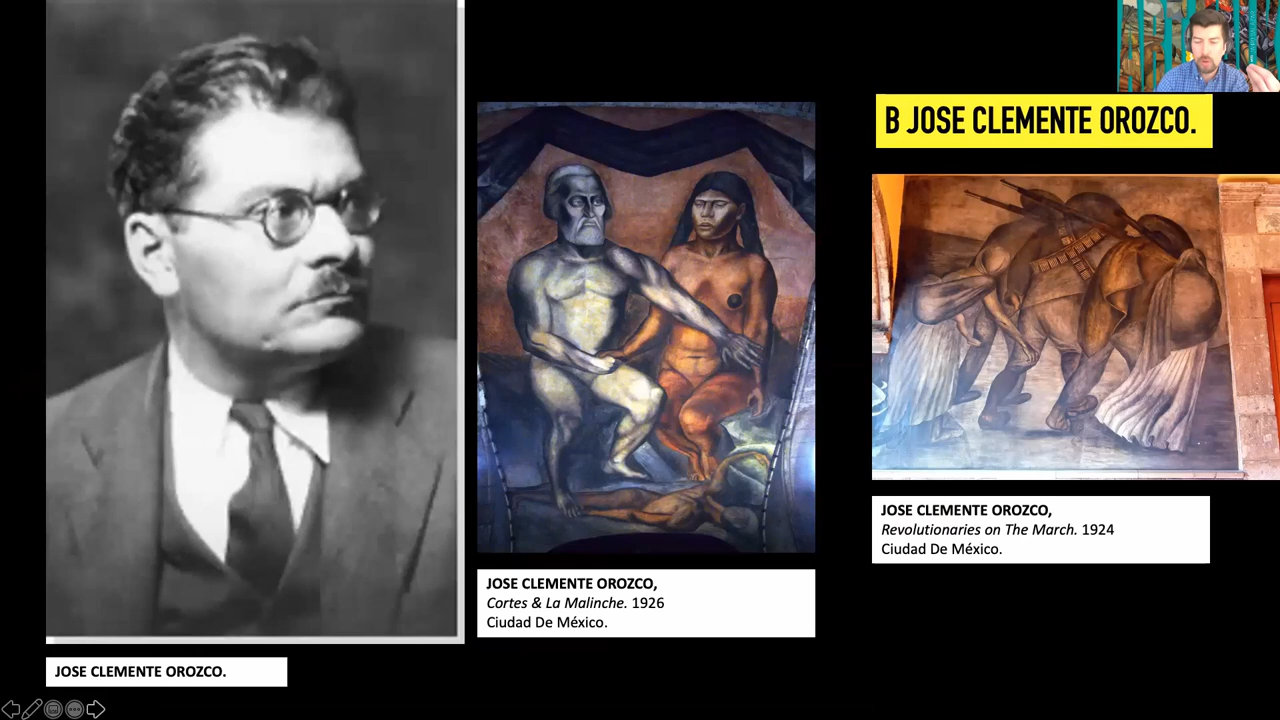 B JOSE CLEMENTE OROZCO.
JOSE CLEMENTE OROZCO,
Revolutionaries on The March. 1924
Ciudad De México.
JOSE CLEMENTE OROZCO,
Cortes & La Malinche. 1926
Ciudad De México.
JOSE CLEMENTE OROZCO.